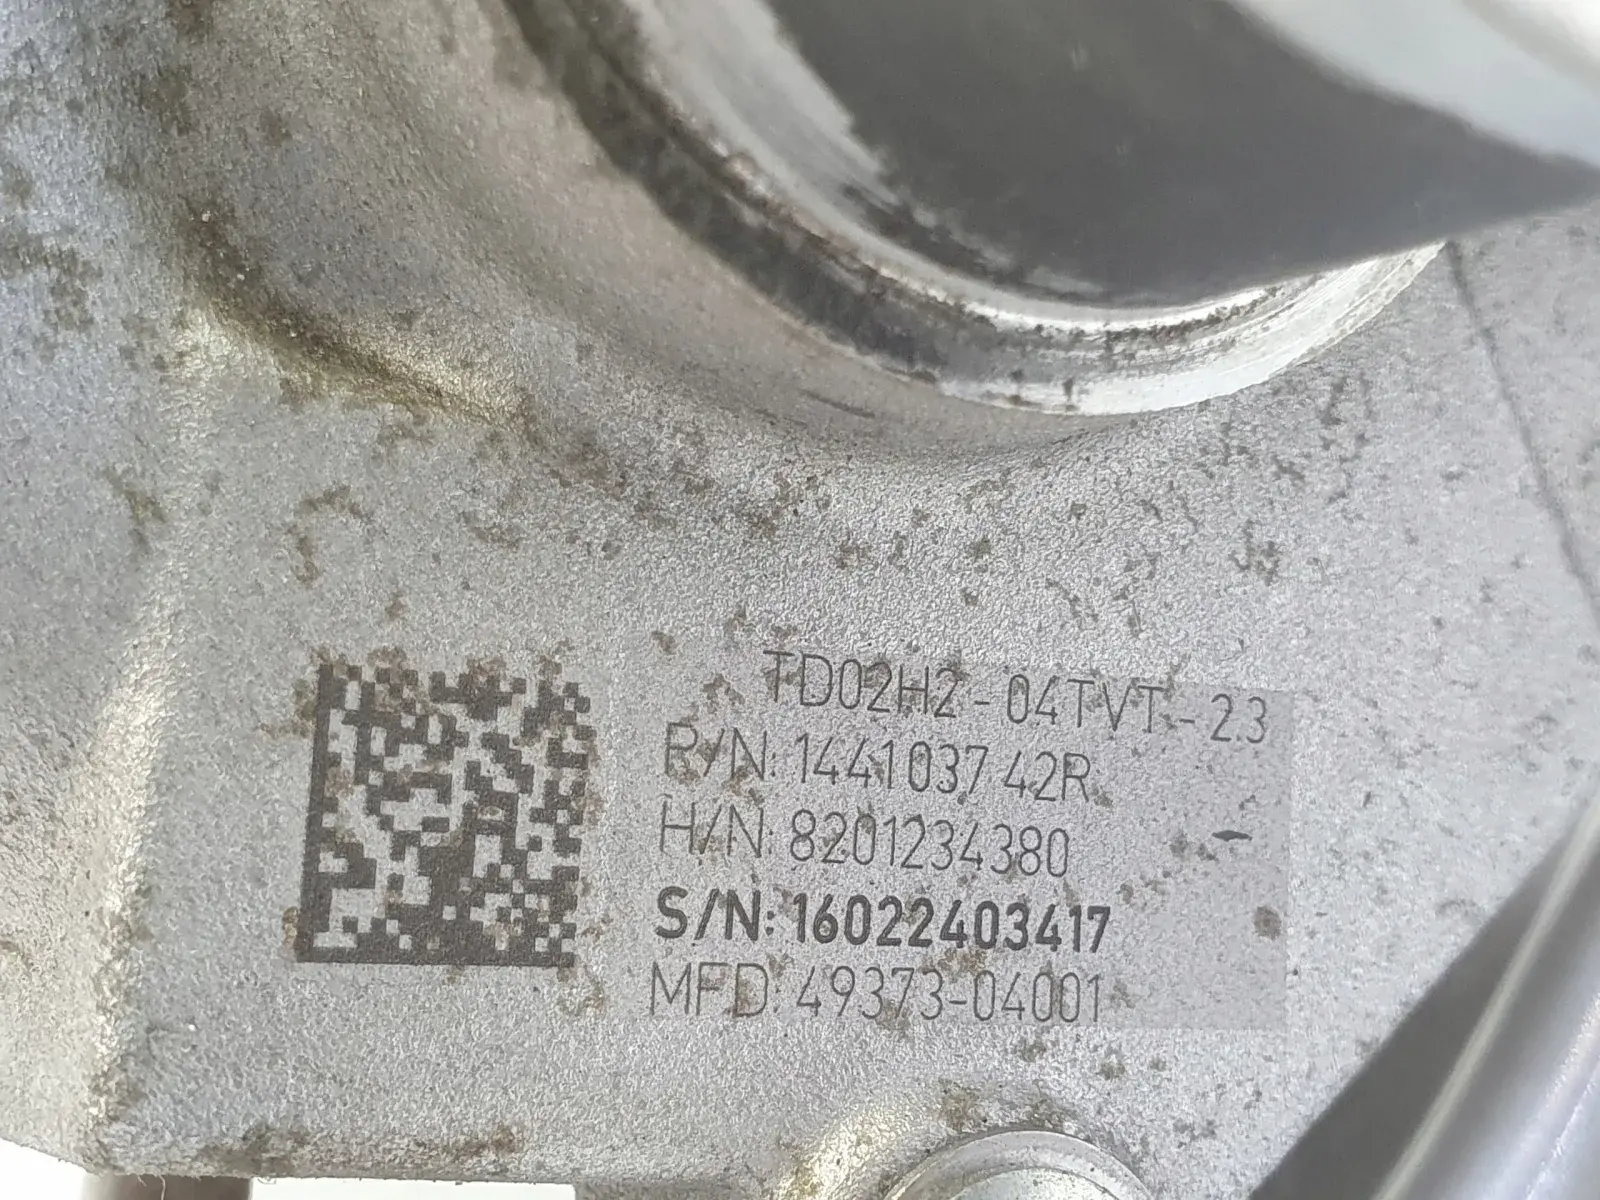 TD02H2-04TVT-2.3
P/N: 144103742R
H/N: 8201234380
S/N: 16022403417
MFD: 49373-04001